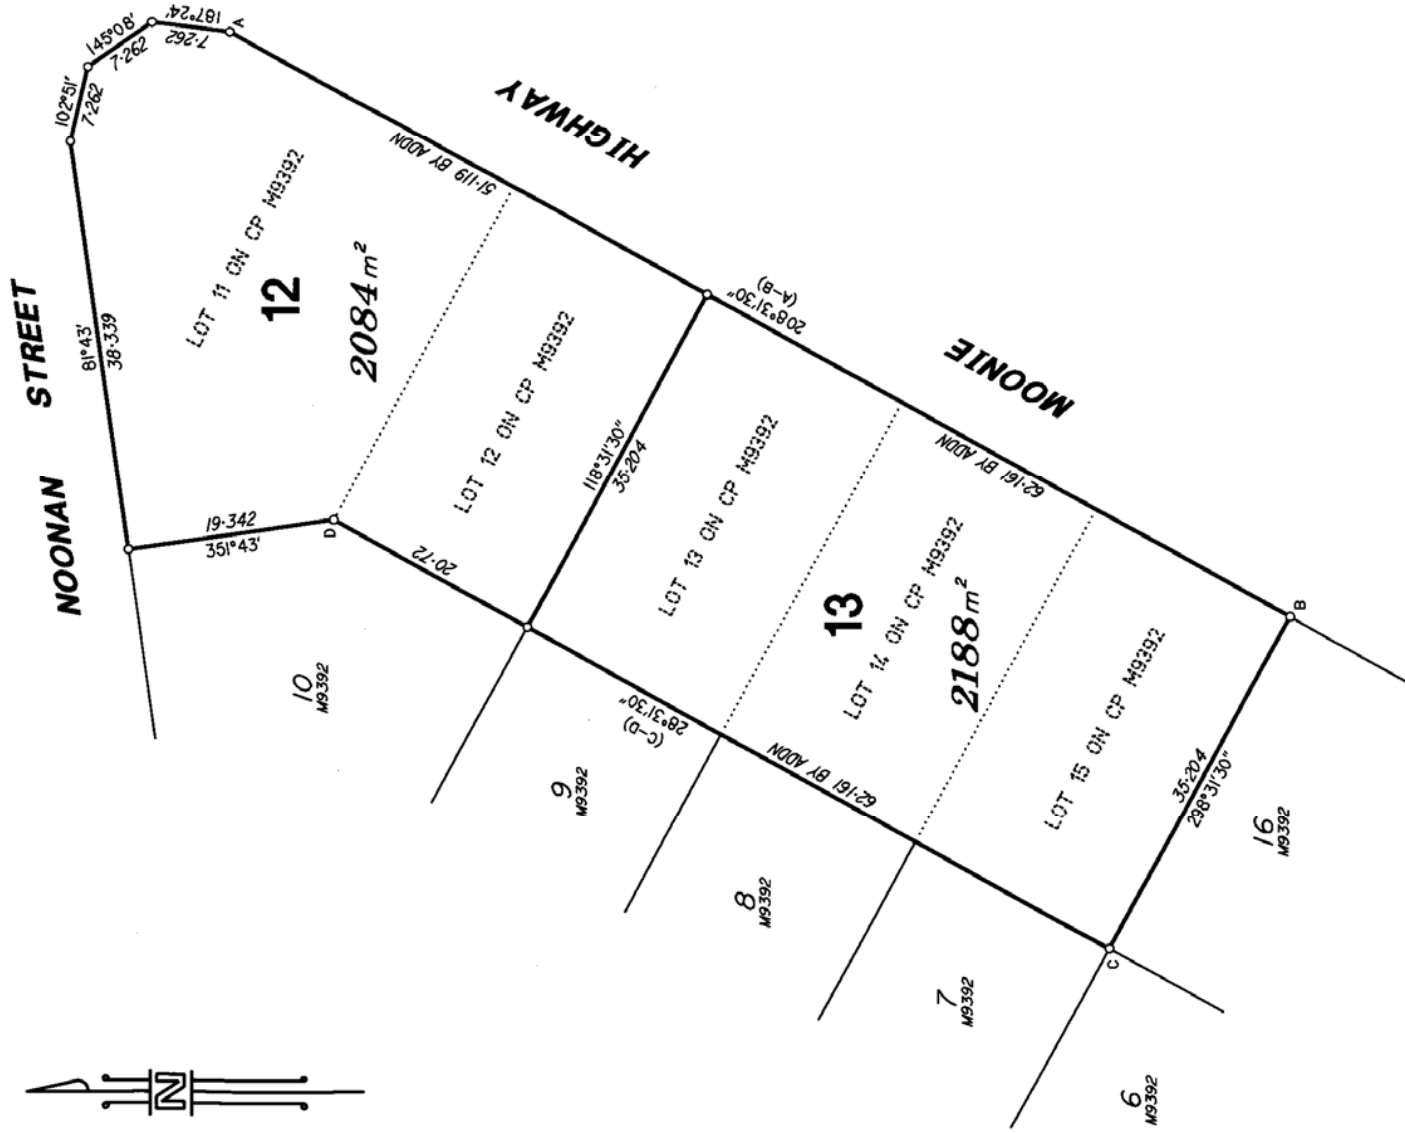 NOONAN STREET
81°43'
38·339
102°51'
7·262
145°08'
7·262
187°24'
7·262
A
HIGHWAY
51·119 BY ADDN
LOT 11 ON CP M9392
12
2084 m²
19·342
351°43'
D
20·72
LOT 12 ON CP M9392
118°31'30"
35·204
208°31'30"
(A-B)
MOONIE
10
M9392
28°31'30"
(C-D)
LOT 13 ON CP M9392
62·161 BY ADDN
9
M9392
62·161 BY ADDN
13
LOT 14 ON CP M9392
2188 m²
8
M9392
LOT 15 ON CP M9392
35·204
298°31'30"
B
C
16
M9392
7
M9392
6
M9392
N